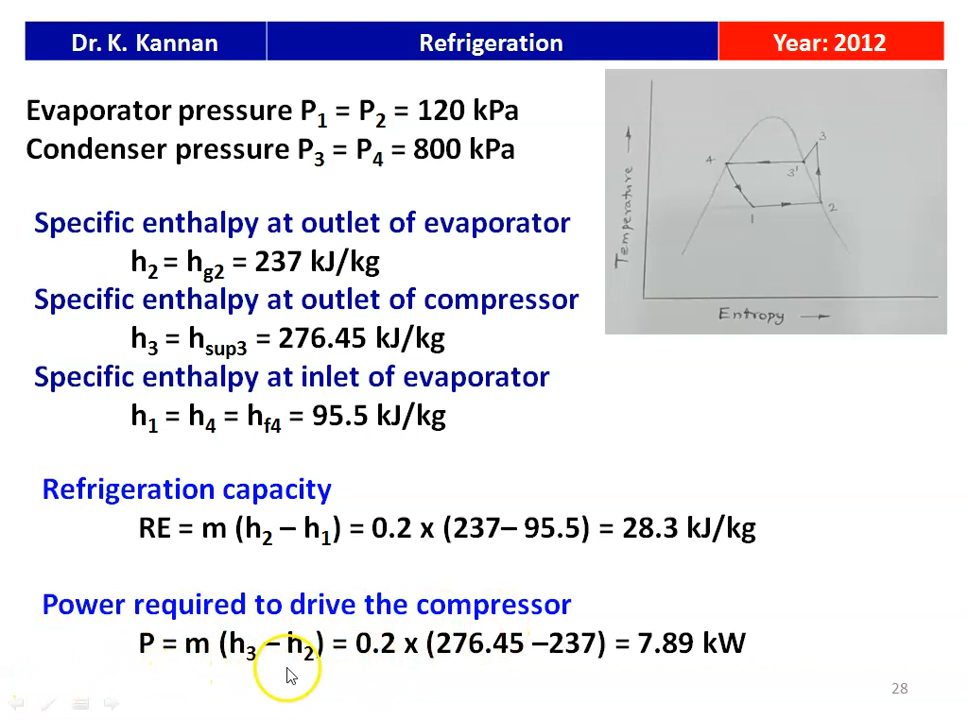 Dr. K. Kannan
Refrigeration
Year: 2012
Evaporator pressure P₁ = P₂ = 120 kPa
Condenser pressure P₃ = P₄ = 800 kPa
Specific enthalpy at outlet of evaporator
h₂ = h_g2 = 237 kJ/kg
Specific enthalpy at outlet of compressor
h₃ = h_sup3 = 276.45 kJ/kg
Specific enthalpy at inlet of evaporator
h₁ = h₄ = h_f4 = 95.5 kJ/kg
Temperature →
4
3
3'
1
2
Entropy →
Refrigeration capacity
RE = m (h₂ – h₁) = 0.2 x (237– 95.5) = 28.3 kJ/kg
Power required to drive the compressor
P = m (h₃ – h₂) = 0.2 x (276.45 –237) = 7.89 kW
28